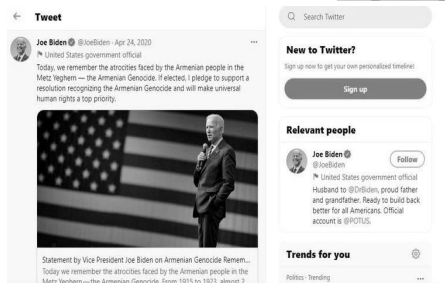 Tweet
Joe Biden @JoeBiden · Apr 24, 2020
United States government official
Today, we remember the atrocities faced by the Armenian people in the
Metz Yeghern — the Armenian Genocide. If elected, I pledge to support a
resolution recognizing the Armenian Genocide and will make universal
human rights a top priority.
Statement by Vice President Joe Biden on Armenian Genocide Remem...
Today we remember the atrocities faced by the Armenian people in the
Metz Yeghern—the Armenian Genocide. From 1915 to 1923, almost 2
Search Twitter
New to Twitter?
Sign up now to get your own personalized timeline!
Sign up
Relevant people
Joe Biden
@JoeBiden
Follow
United States government official
Husband to @DrBiden, proud father
and grandfather. Ready to build back
better for all Americans. Official
account is @POTUS.
Trends for you
Politics · Trending